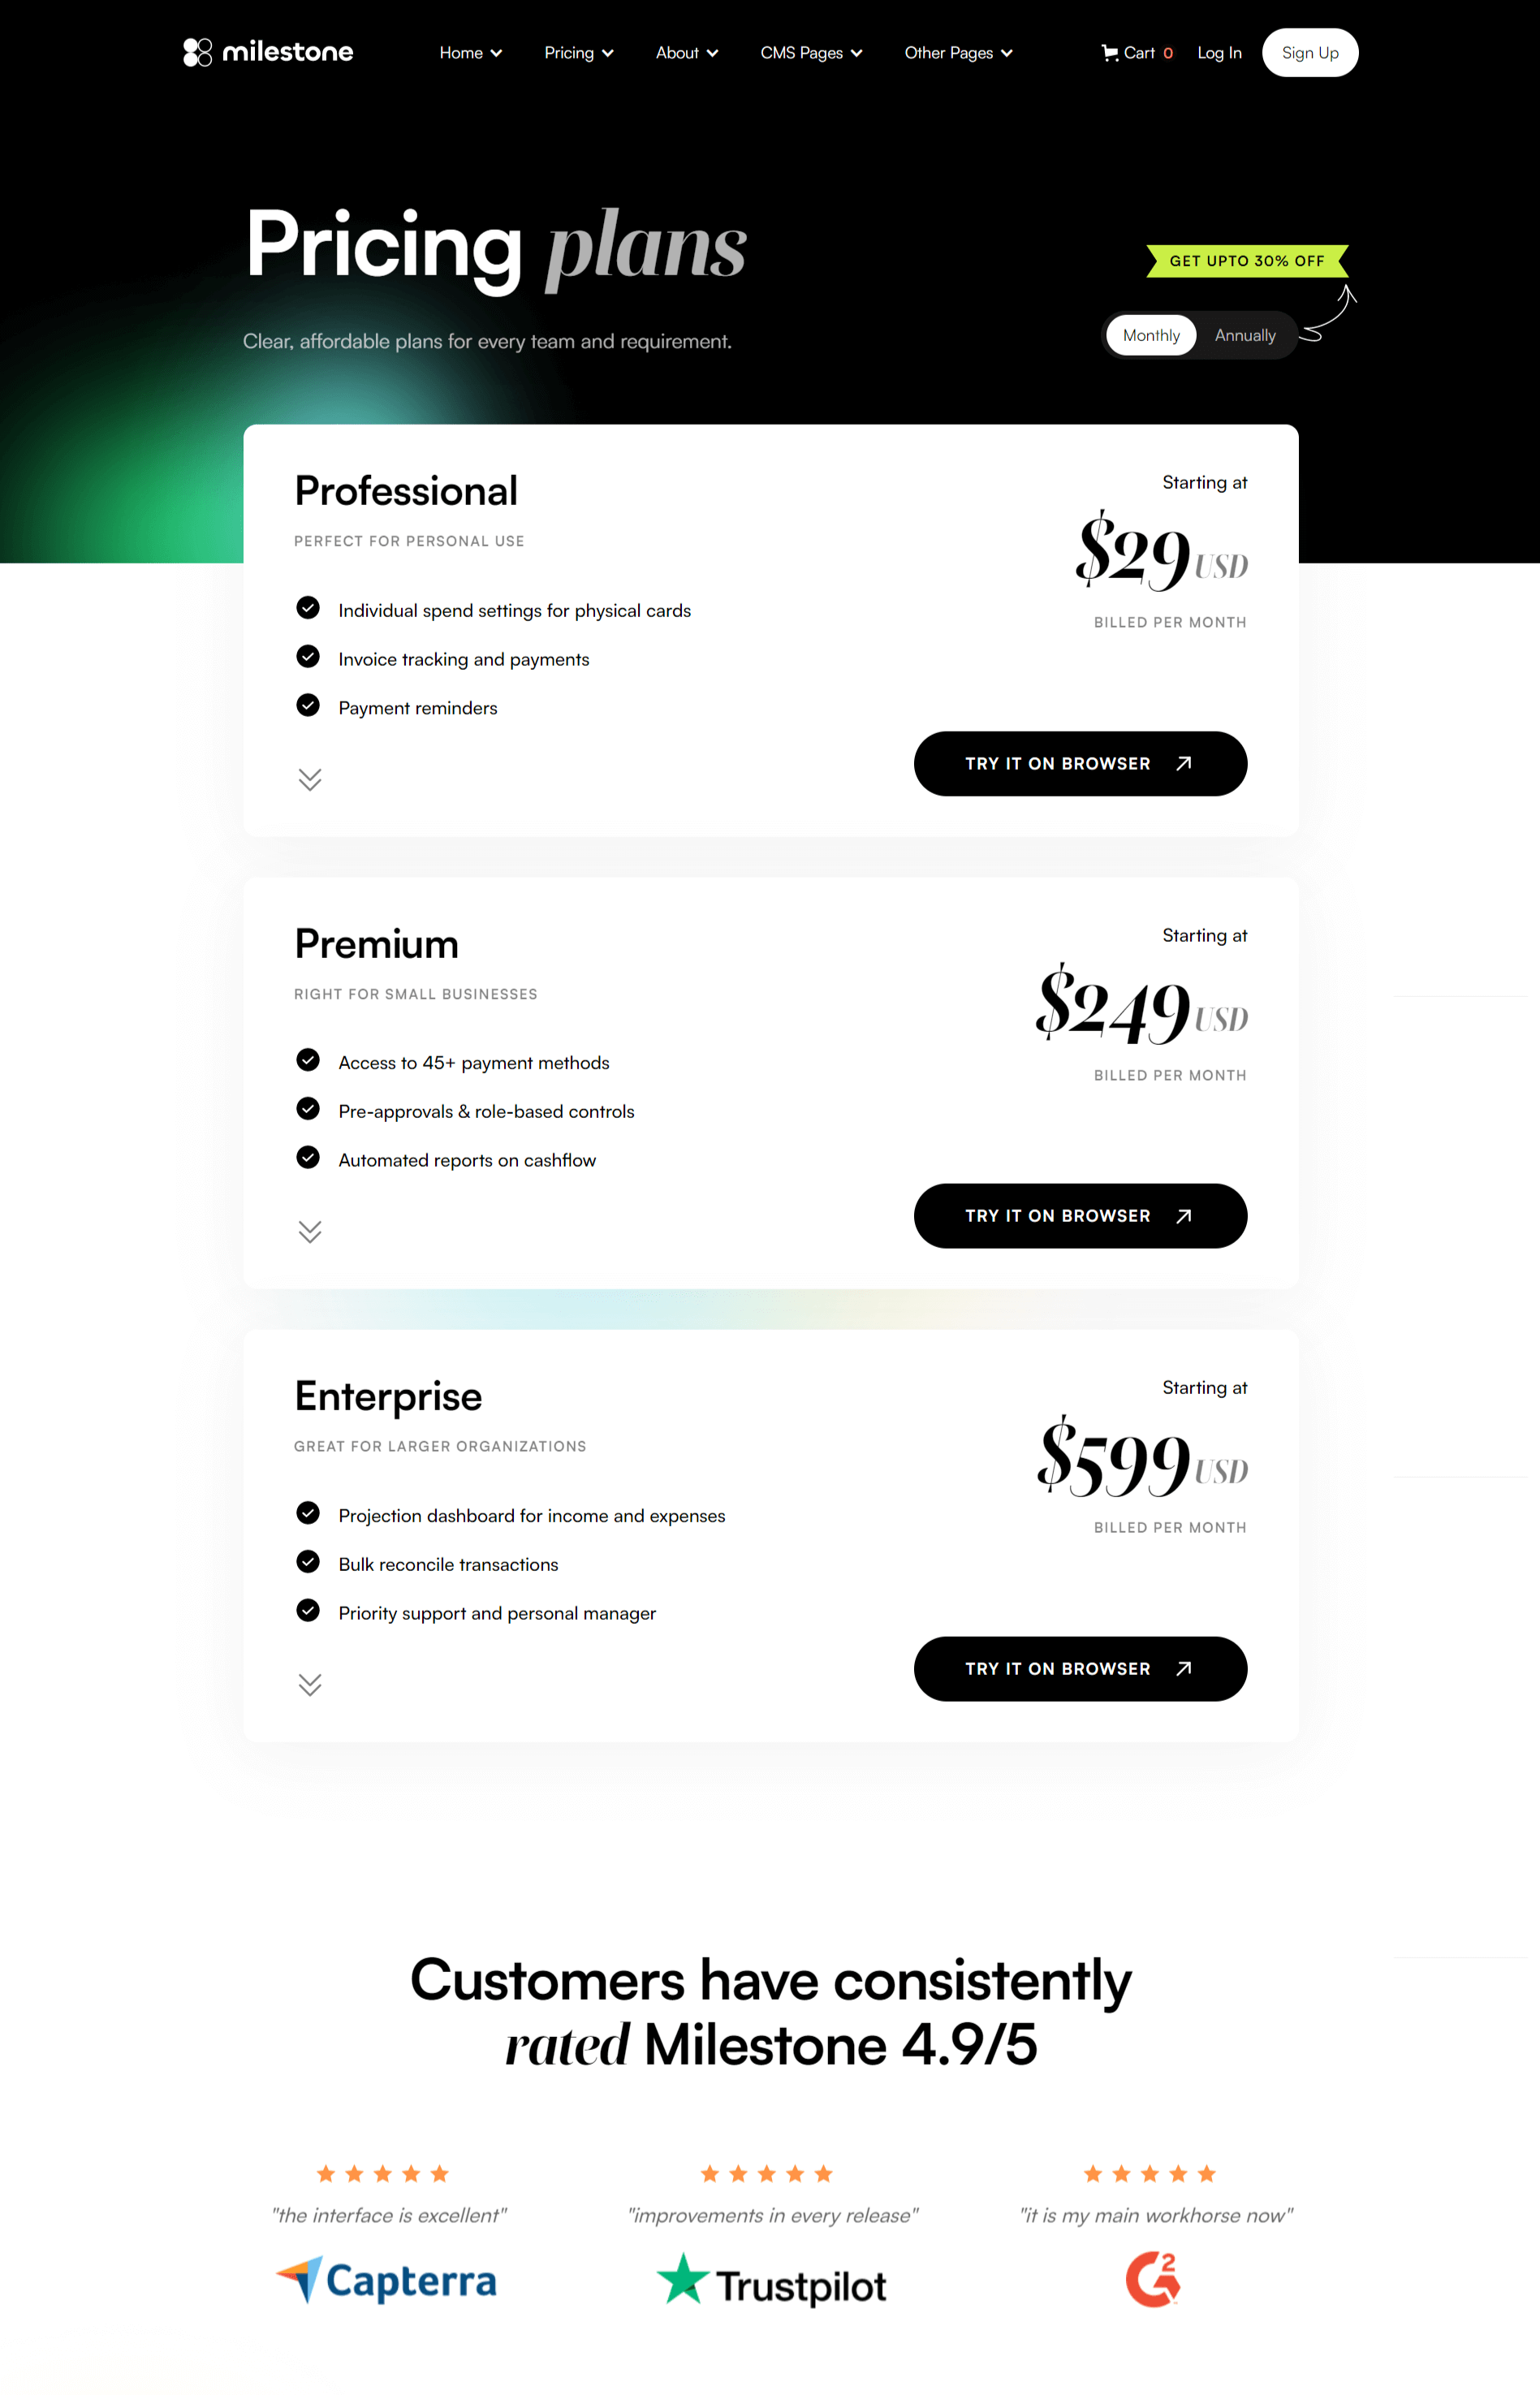 milestone
Home
Pricing
About
CMS Pages
Other Pages
Cart 0
Log In
Sign Up
Pricing plans
Clear, affordable plans for every team and requirement.
GET UPTO 30% OFF
Monthly
Annually
Professional
PERFECT FOR PERSONAL USE
Individual spend settings for physical cards
Invoice tracking and payments
Payment reminders
Starting at
$29 USD
BILLED PER MONTH
TRY IT ON BROWSER
Premium
RIGHT FOR SMALL BUSINESSES
Access to 45+ payment methods
Pre-approvals & role-based controls
Automated reports on cashflow
Starting at
$249 USD
BILLED PER MONTH
TRY IT ON BROWSER
Enterprise
GREAT FOR LARGER ORGANIZATIONS
Projection dashboard for income and expenses
Bulk reconcile transactions
Priority support and personal manager
Starting at
$599 USD
BILLED PER MONTH
TRY IT ON BROWSER
Customers have consistently
rated Milestone 4.9/5
"the interface is excellent"
Capterra
"improvements in every release"
Trustpilot
"it is my main workhorse now"
G2